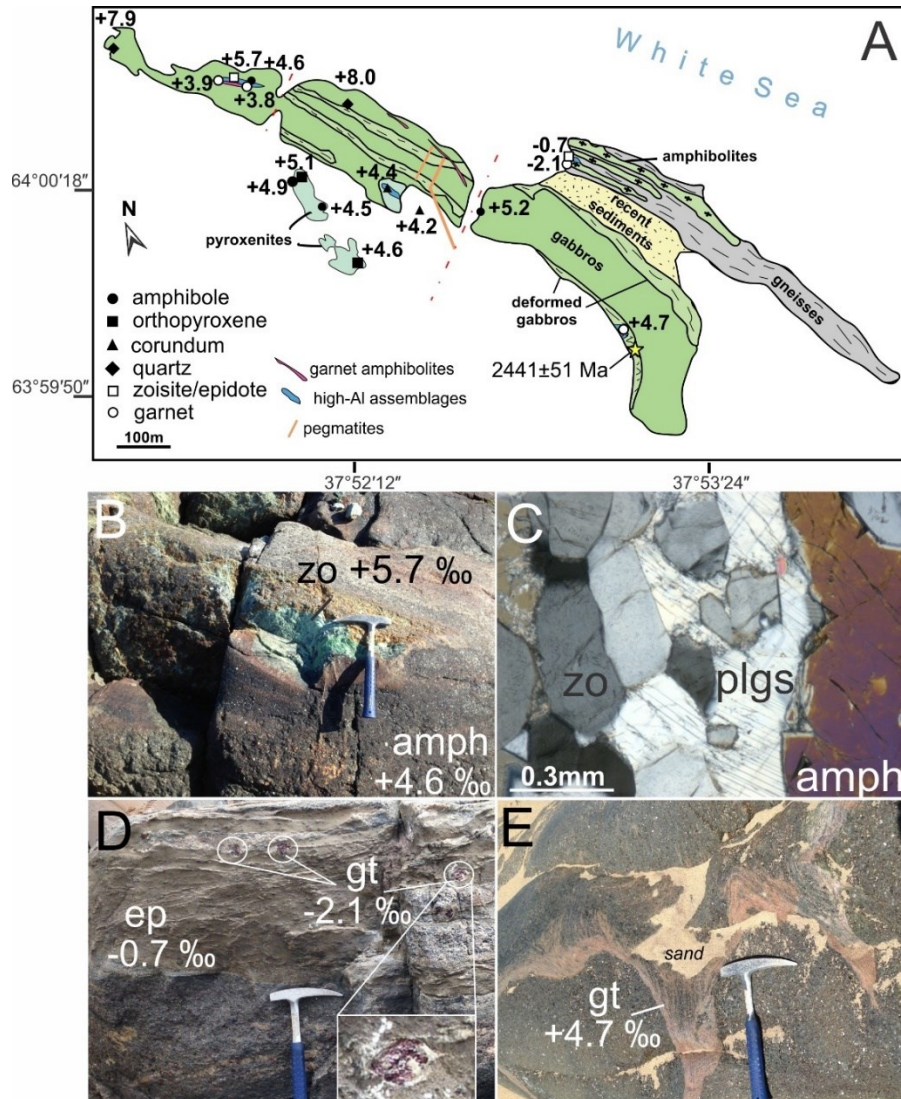 A
+7.9
White Sea
+5.7 +4.6
+3.9
+3.8
+8.0
-0.7
-2.1
amphibolites
64°00'18"
+5.1
+4.9
+4.5
+4.4
+4.2
+5.2
recent
sediments
N
pyroxenites
+4.6
gabbros
gneisses
deformed
gabbros
+4.7
amphibole
orthopyroxene
corundum
quartz
zoisite/epidote
garnet
garnet amphibolites
high-Al assemblages
pegmatites
2441±51 Ma
63°59'50"
100m
37°52'12"
37°53'24"
B
zo +5.7 ‰
amph
+4.6 ‰
C
zo
plgs
amph
0.3mm
D
gt
-2.1 ‰
ep
-0.7 ‰
E
sand
gt
+4.7 ‰